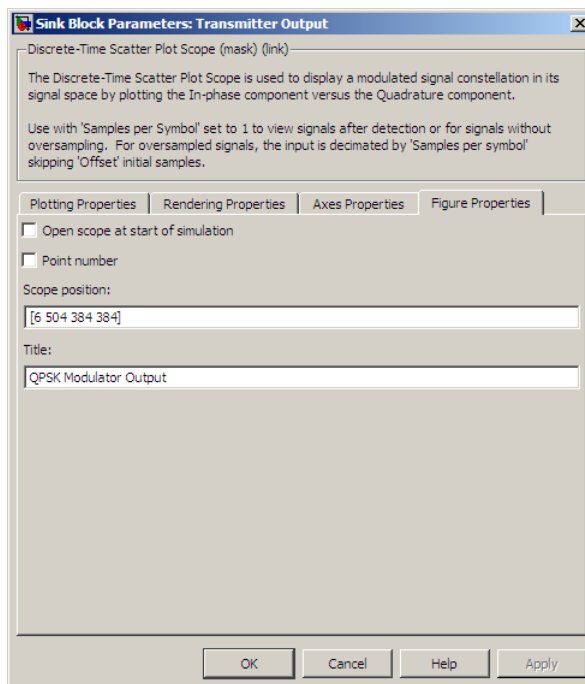 Sink Block Parameters: Transmitter Output
Discrete-Time Scatter Plot Scope (mask) (link)
The Discrete-Time Scatter Plot Scope is used to display a modulated signal constellation in its
signal space by plotting the In-phase component versus the Quadrature component.
Use with 'Samples per Symbol' set to 1 to view signals after detection or for signals without
oversampling.  For oversampled signals, the input is decimated by 'Samples per symbol'
skipping 'Offset' initial samples.
Plotting Properties Rendering Properties Axes Properties Figure Properties
Open scope at start of simulation
Point number
Scope position:
[6 504 384 384]
Title:
QPSK Modulator Output
OK Cancel Help Apply